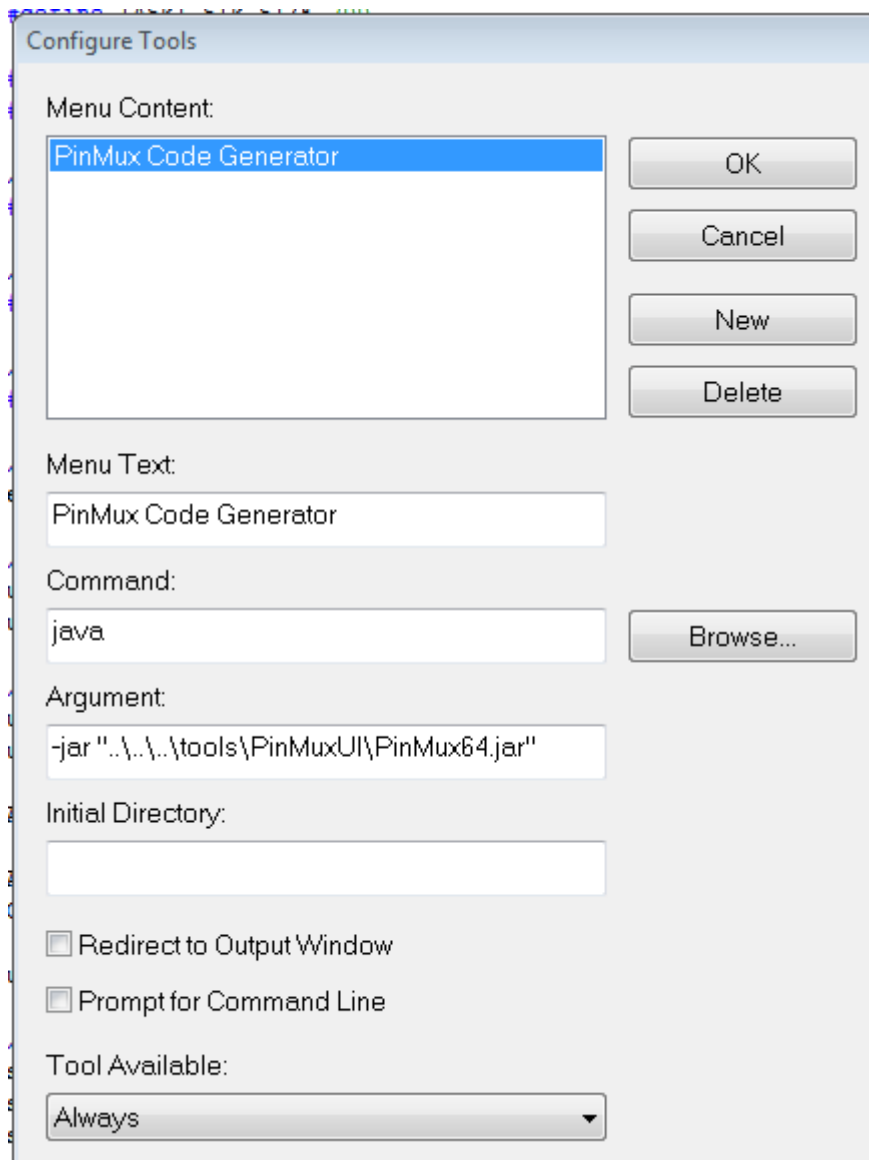 Configure Tools
Menu Content:
PinMux Code Generator
OK
Cancel
New
Delete
Menu Text:
PinMux Code Generator
Command:
java
Browse...
Argument:
-jar "..\..\..\tools\PinMuxUI\PinMux64.jar"
Initial Directory:
Redirect to Output Window
Prompt for Command Line
Tool Available:
Always